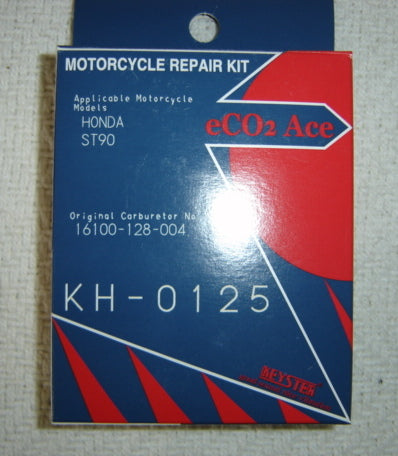 MOTORCYCLE REPAIR KIT
Applicable Motorcycle
Models
HONDA
ST90
eCO2 Ace
Original Carburetor No
16100-128-004
KH-0125
KEYSTER